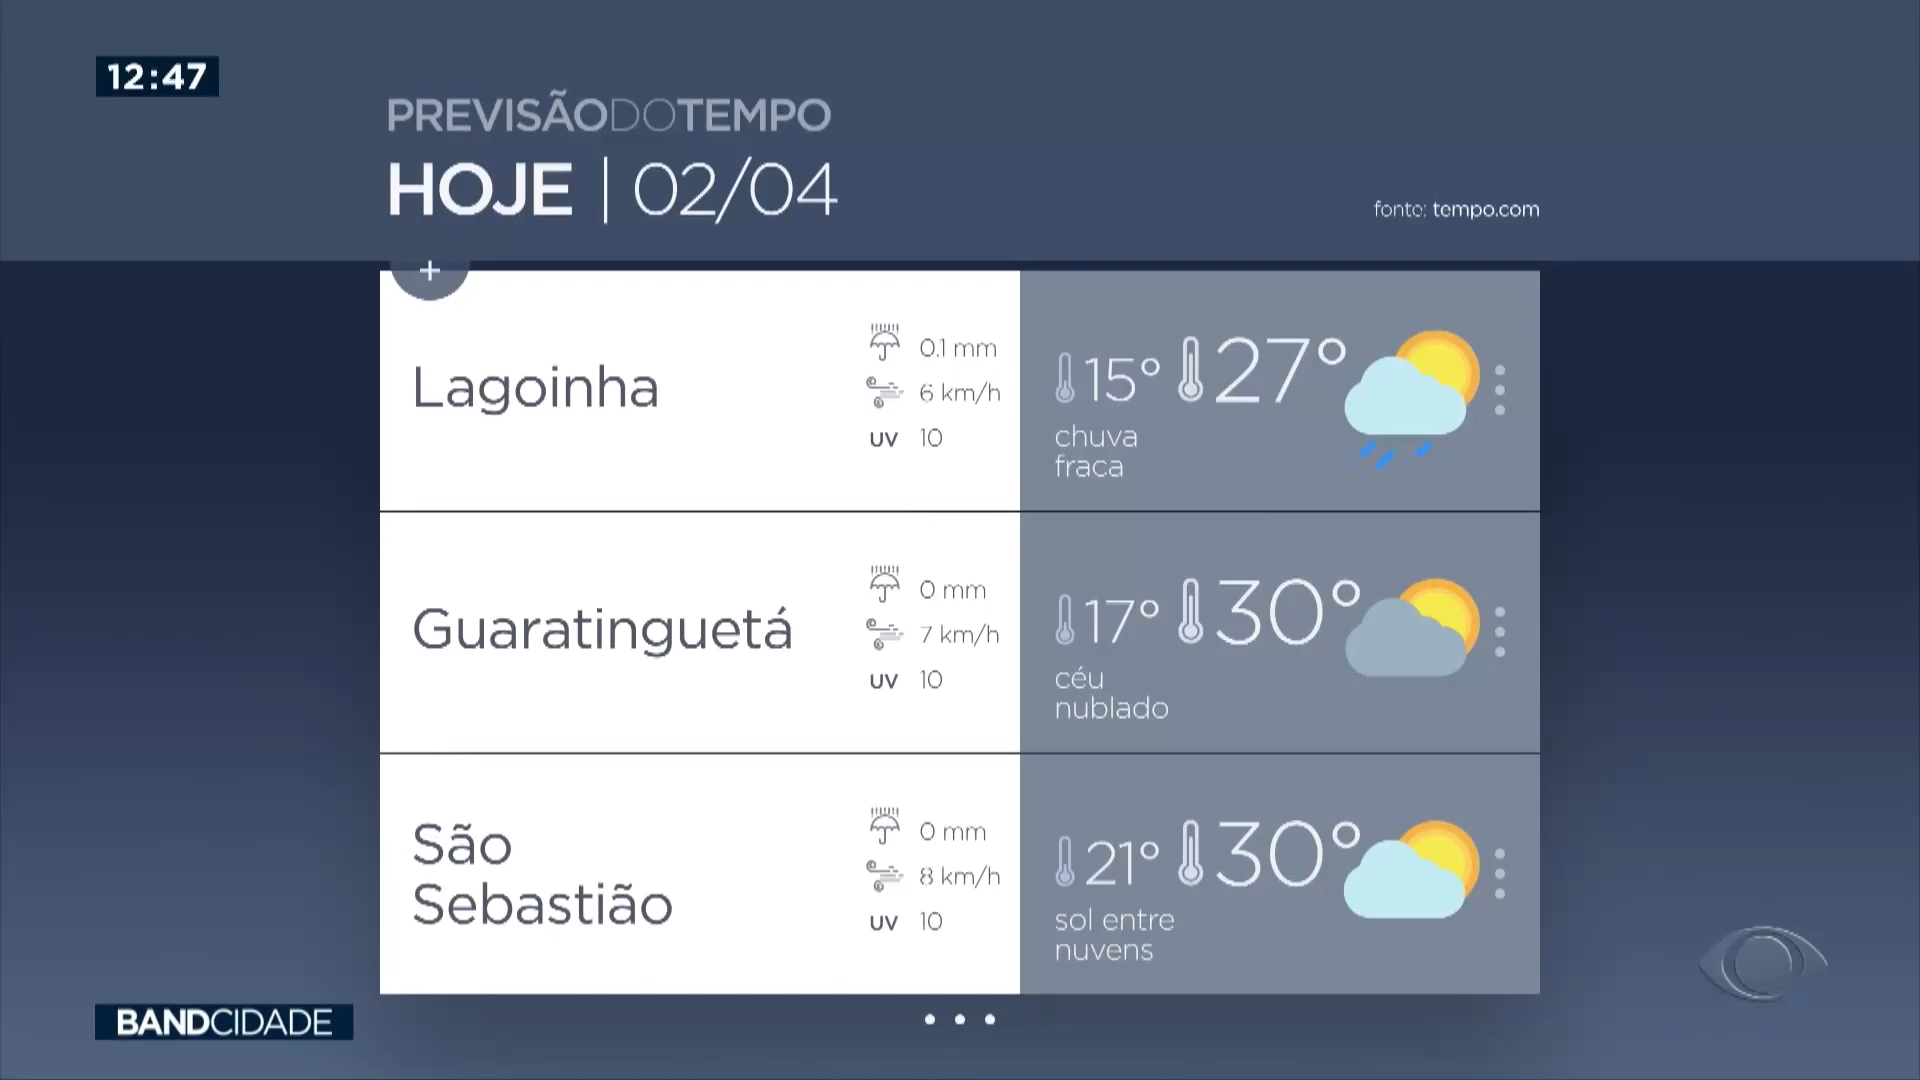 12:47
PREVISÃODOTEMPO
HOJE | 02/04
fonte: tempo.com
+
Lagoinha
0.1 mm
6 km/h
UV 10
15° 27°
chuva
fraca
Guaratinguetá
0 mm
7 km/h
UV 10
17° 30°
céu
nublado
São
Sebastião
0 mm
8 km/h
UV 10
21° 30°
sol entre
nuvens
BANDCIDADE